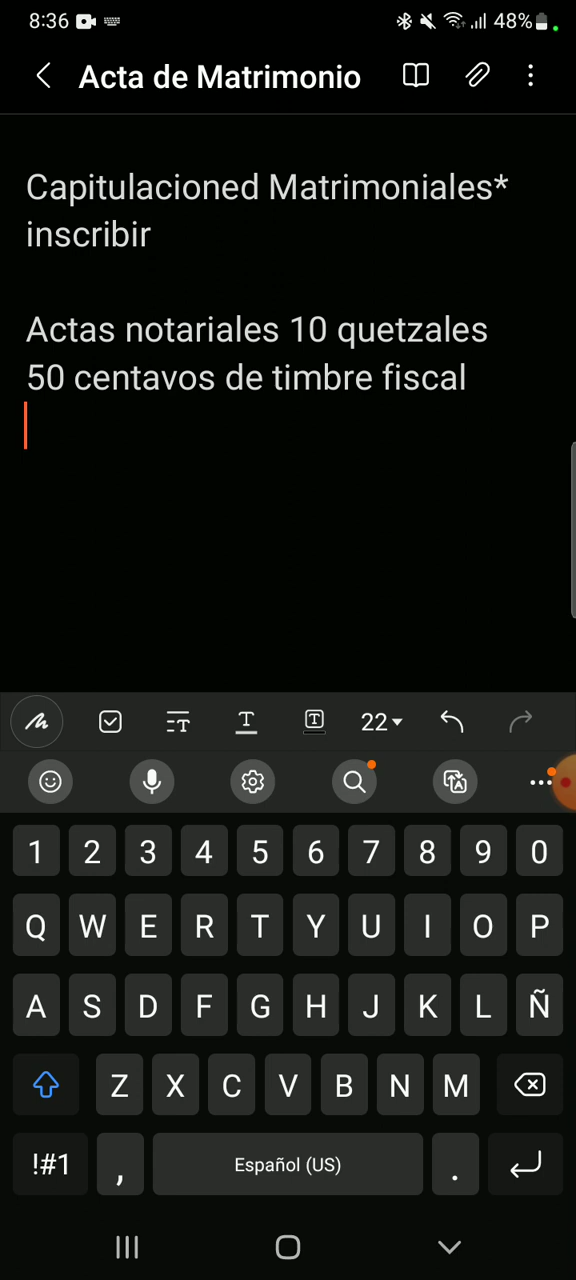 8:36 48%
Acta de Matrimonio
Capitulacioned Matrimoniales*
inscribir
Actas notariales 10 quetzales
50 centavos de timbre fiscal
T T T 22
A
1 2 3 4 5 6 7 8 9 0
Q W E R T Y U I O P
A S D F G H J K L Ñ
Z X C V B N M
!#1 , Español (US) .